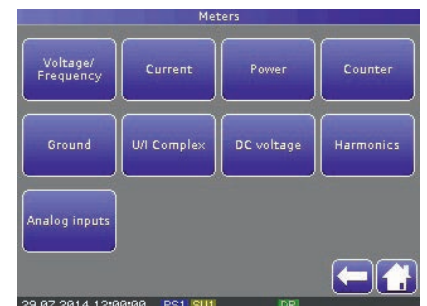 Meters
Voltage/
Frequency
Current
Power
Counter
Ground
U/I Complex
DC voltage
Harmonics
Analog inputs
29.07.2014 12:00:00 PS1 SU1 DR